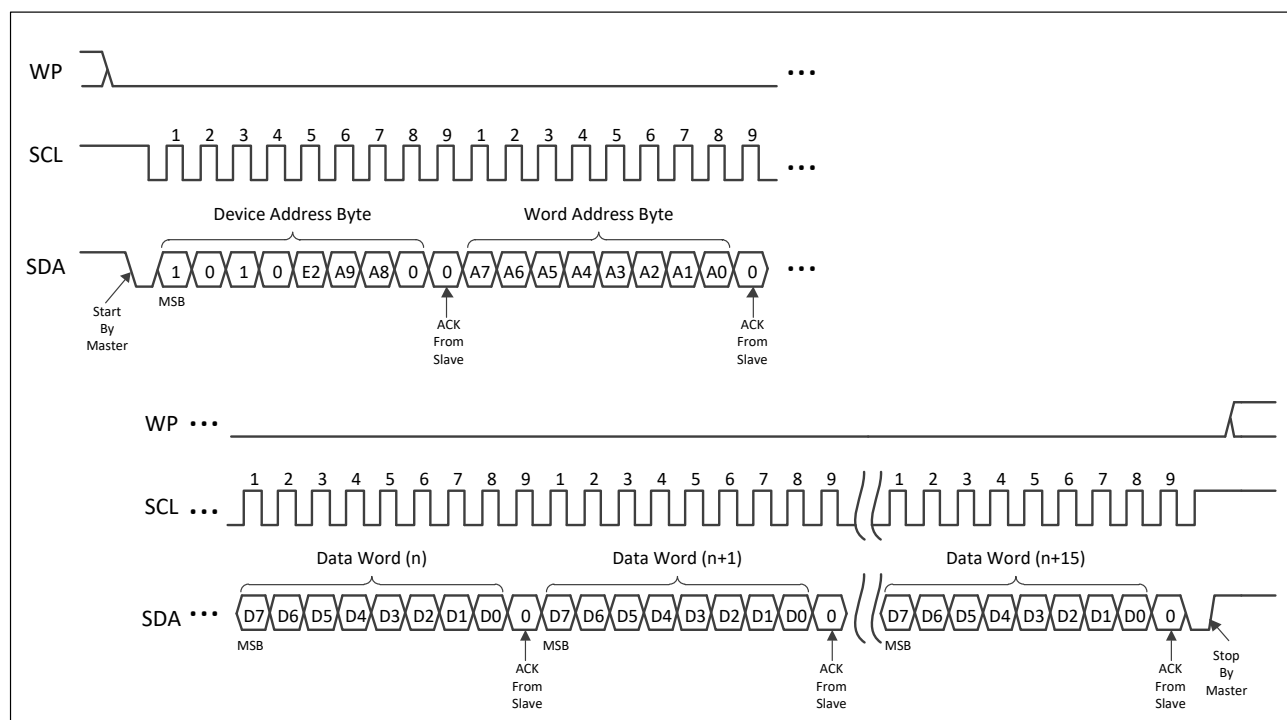 WP
•••
1 2 3 4 5 6 7 8 9 1 2 3 4 5 6 7 8 9
SCL
•••
Device Address Byte Word Address Byte
SDA
1 0 1 0 E2 A9 A8 0 0 A7 A6 A5 A4 A3 A2 A1 A0 0 •••
MSB
Start
By
Master
ACK
From
Slave
ACK
From
Slave
WP •••
1 2 3 4 5 6 7 8 9 1 2 3 4 5 6 7 8 9 1 2 3 4 5 6 7 8 9
SCL •••
Data Word (n) Data Word (n+1) Data Word (n+15)
SDA ••• D7 D6 D5 D4 D3 D2 D1 D0 0 D7 D6 D5 D4 D3 D2 D1 D0 0 D7 D6 D5 D4 D3 D2 D1 D0 0
MSB MSB MSB
ACK
From
Slave
ACK
From
Slave
ACK
From
Slave
Stop
By
Master